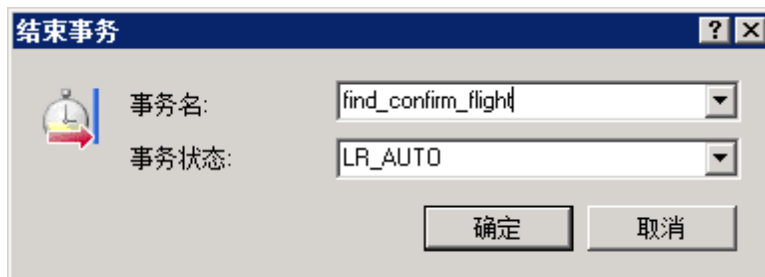 结束事务
事务名:
find_confirm_flight
事务状态:
LR_AUTO
确定
取消